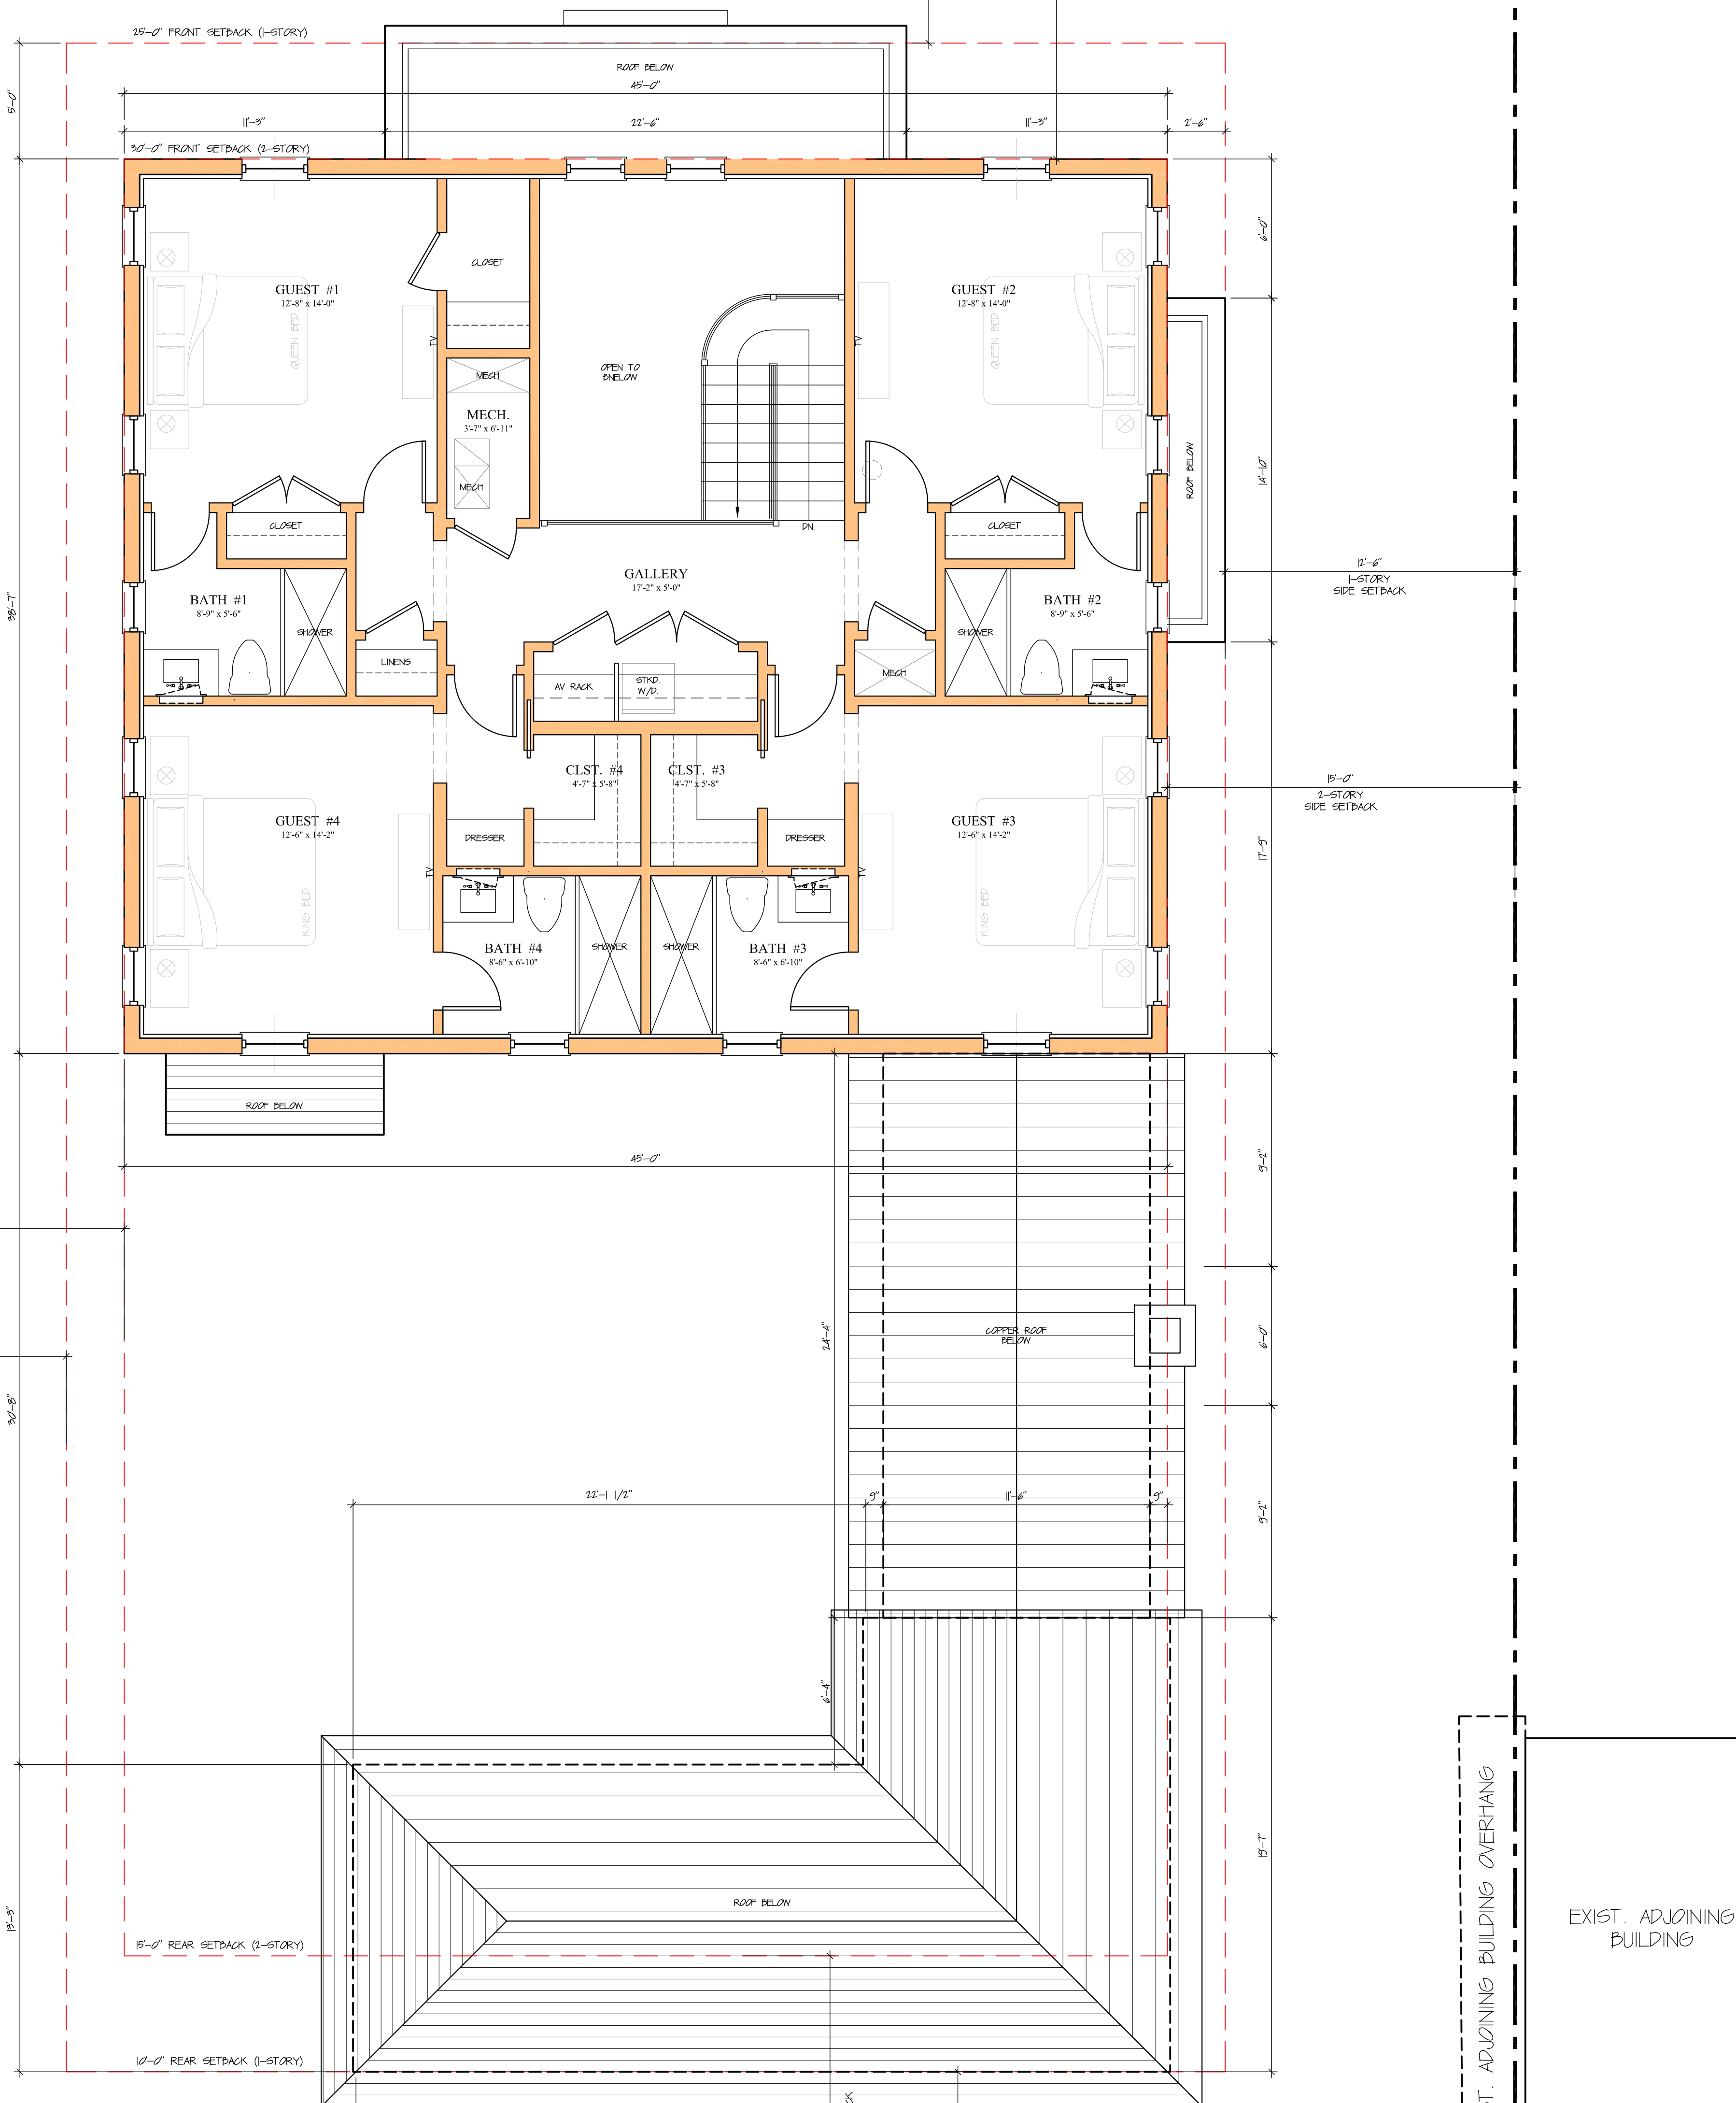 25'-0" FRONT SETBACK (1-STORY)
ROOF BELOW
45'-0"
5'-0"
11'-3"
22'-6"
11'-3"
2'-6"
30'-0" FRONT SETBACK (2-STORY)
6'-0"
CLOSET
GUEST #1
12'-8" x 14'-0"
GUEST #2
12'-8" x 14'-0"
QUEEN BED
QUEEN BED
TV
TV
OPEN TO
BNELOW
MECH
MECH.
3'-7" x 6'-11"
MECH
ROOF BELOW
14'-10"
CLOSET
DN.
CLOSET
12'-6"
1-STORY
SIDE SETBACK
GALLERY
17'-2" x 5'-0"
38'-7"
BATH #1
8'-9" x 5'-6"
BATH #2
8'-9" x 5'-6"
SHOWER
SHOWER
LINENS
MECH
AV RACK
STKD.
W/D.
CLST. #4
4'-7" x 5'-8"
CLST. #3
4'-7" x 5'-8"
15'-0"
2-STORY
SIDE SETBACK
GUEST #4
12'-6" x 14'-2"
DRESSER
DRESSER
GUEST #3
12'-6" x 14'-2"
17'-9"
TV
TV
KING BED
KING BED
BATH #4
8'-6" x 6'-10"
SHOWER
SHOWER
BATH #3
8'-6" x 6'-10"
ROOF BELOW
45'-0"
9'-2"
24'-4"
COPPER ROOF
BELOW
6'-0"
30'-8"
22'-1 1/2"
9"
11'-6"
9"
9'-2"
6'-4"
19'-7"
ROOF BELOW
13'-3"
15'-0" REAR SETBACK (2-STORY)
10'-0" REAR SETBACK (1-STORY)
ADJOINING BUILDING OVERHANG
EXIST. ADJOINING
BUILDING